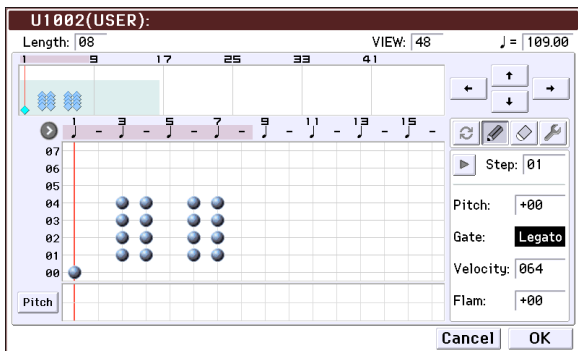 U1002(USER):
Length: 08 VIEW: 48 ♩= 109.00
1 9 17 25 33 41
1 - 3 - 5 - 7 - 9 - 11 - 13 - 15 -
07
06
05
04
03
02
01
00
Pitch
Step: 01
Pitch: +00
Gate: Legato
Velocity: 064
Flam: +00
Cancel OK